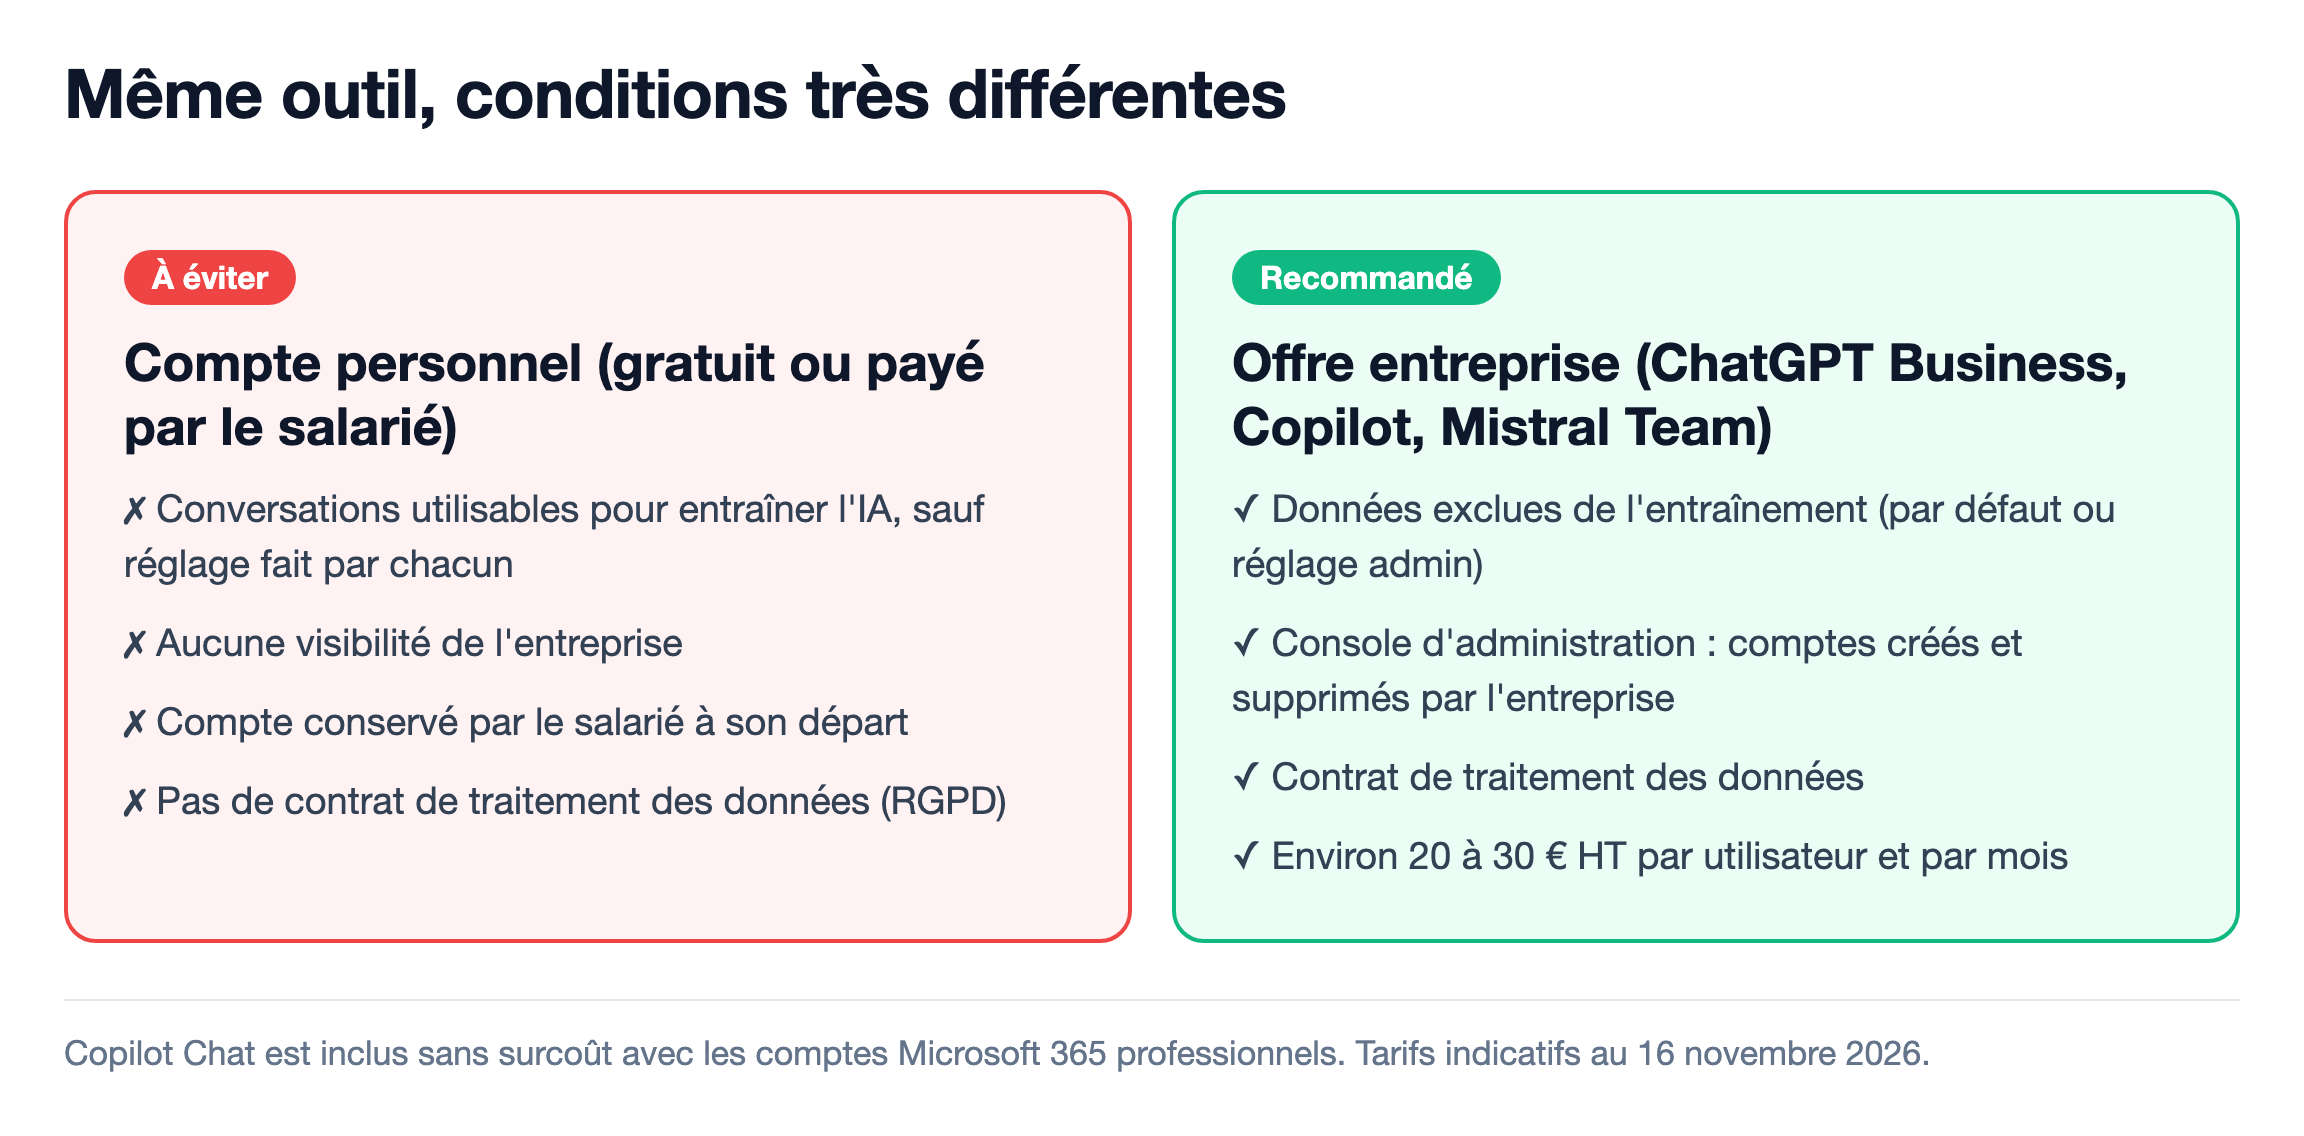 Même outil, conditions très différentes
À éviter
Compte personnel (gratuit ou payé
par le salarié)
✗ Conversations utilisables pour entraîner l'IA, sauf
réglage fait par chacun
✗ Aucune visibilité de l'entreprise
✗ Compte conservé par le salarié à son départ
✗ Pas de contrat de traitement des données (RGPD)
Recommandé
Offre entreprise (ChatGPT Business,
Copilot, Mistral Team)
✓ Données exclues de l'entraînement (par défaut ou
réglage admin)
✓ Console d'administration : comptes créés et
supprimés par l'entreprise
✓ Contrat de traitement des données
✓ Environ 20 à 30 € HT par utilisateur et par mois
Copilot Chat est inclus sans surcoût avec les comptes Microsoft 365 professionnels. Tarifs indicatifs au 16 novembre 2026.